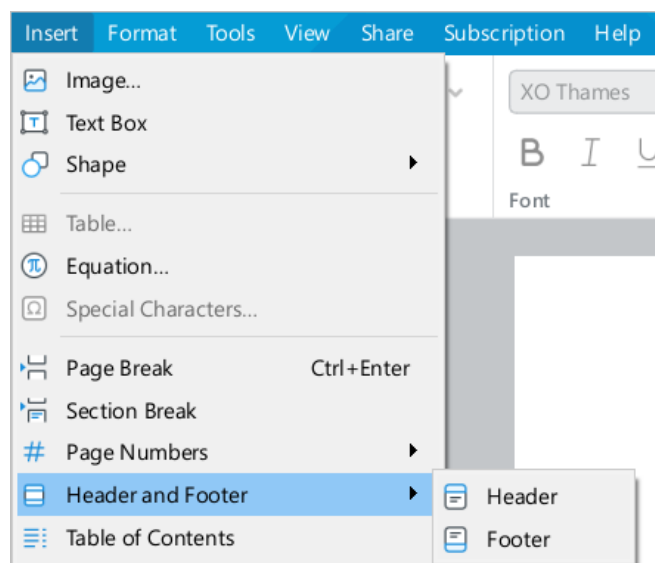 Insert Format Tools View Share Subscription Help
Image...
XO Thames
Text Box
B I U
Shape
Font
Table...
Equation...
Special Characters...
Page Break Ctrl+Enter
Section Break
Page Numbers
Header and Footer
Header
Table of Contents
Footer